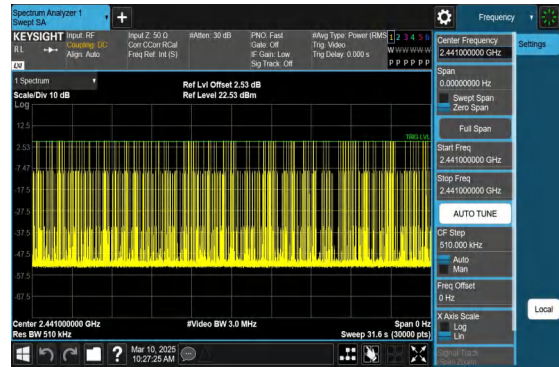 Spectrum Analyzer 1
Swept SA
+
Frequency
KEYSIGHT
RL
LXI
Input: RF
Coupling: DC
Align: Auto
Input Z: 50 Ω
Corr CCorr RCal
Freq Ref: Int (S)
#Atten: 30 dB
PNO: Fast
Gate: Off
IF Gain: Low
Sig Track: Off
#Avg Type: Power (RMS
Trig: Video
Trig Delay: 0.000 s
1 2 3 4 5 6
W W W W W W
P P P P P P
1 Spectrum
Scale/Div 10 dB
Log
Ref Lvl Offset 2.53 dB
Ref Level 22.53 dBm
TRIG LVL
12.5
2.53
-7.47
-17.5
-27.5
-37.5
-47.5
-57.5
-67.5
Center 2.441000000 GHz
Res BW 510 kHz
#Video BW 3.0 MHz
Span 0 Hz
Sweep 31.6 s (30000 pts)
Mar 10, 2025
10:27:25 AM
?
Center Frequency
2.441000000 GHz
Settings
Span
0.00000000 Hz
Swept Span
Zero Span
Full Span
Start Freq
2.441000000 GHz
Stop Freq
2.441000000 GHz
AUTO TUNE
CF Step
510.000 kHz
Auto
Man
Freq Offset
0 Hz
X Axis Scale
Log
Lin
Local
Signal Track
(Span Zoom)